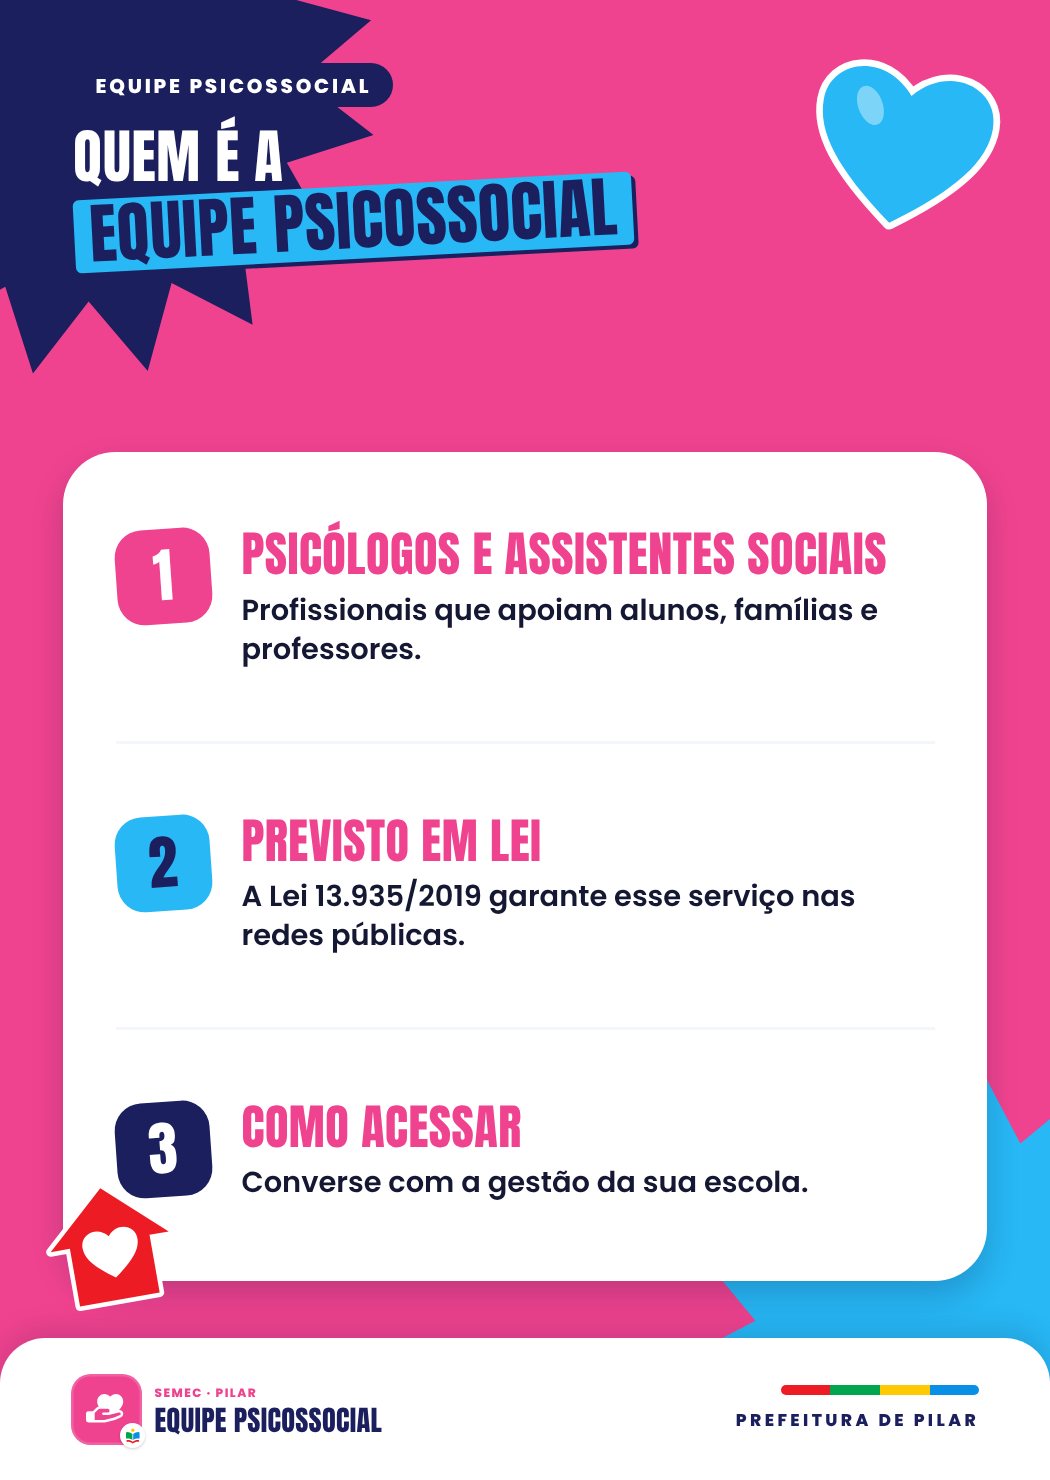 EQUIPE PSICOSSOCIAL
QUEM É A
EQUIPE PSICOSSOCIAL
1
PSICÓLOGOS E ASSISTENTES SOCIAIS
Profissionais que apoiam alunos, famílias e
professores.
2
PREVISTO EM LEI
A Lei 13.935/2019 garante esse serviço nas
redes públicas.
3
COMO ACESSAR
Converse com a gestão da sua escola.
SEMEC · PILAR
EQUIPE PSICOSSOCIAL
PREFEITURA DE PILAR